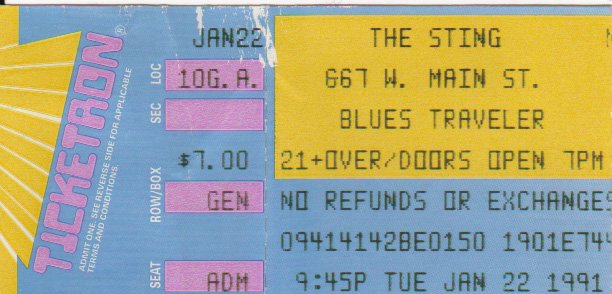 TICKETRON®
ADMIT ONE. SEE REVERSE SIDE FOR APPLICABLE
TERMS AND CONDITIONS
JAN22
LOC 10G. A.
SEC
$7.00
ROW/BOX GEN
SEAT ADM
THE STING
667 W. MAIN ST.
BLUES TRAVELER
21+OVER/DOORS OPEN 7PM
NO REFUNDS OR EXCHANGES
09414142BE0150 1901E744
9:45P TUE JAN 22 1991